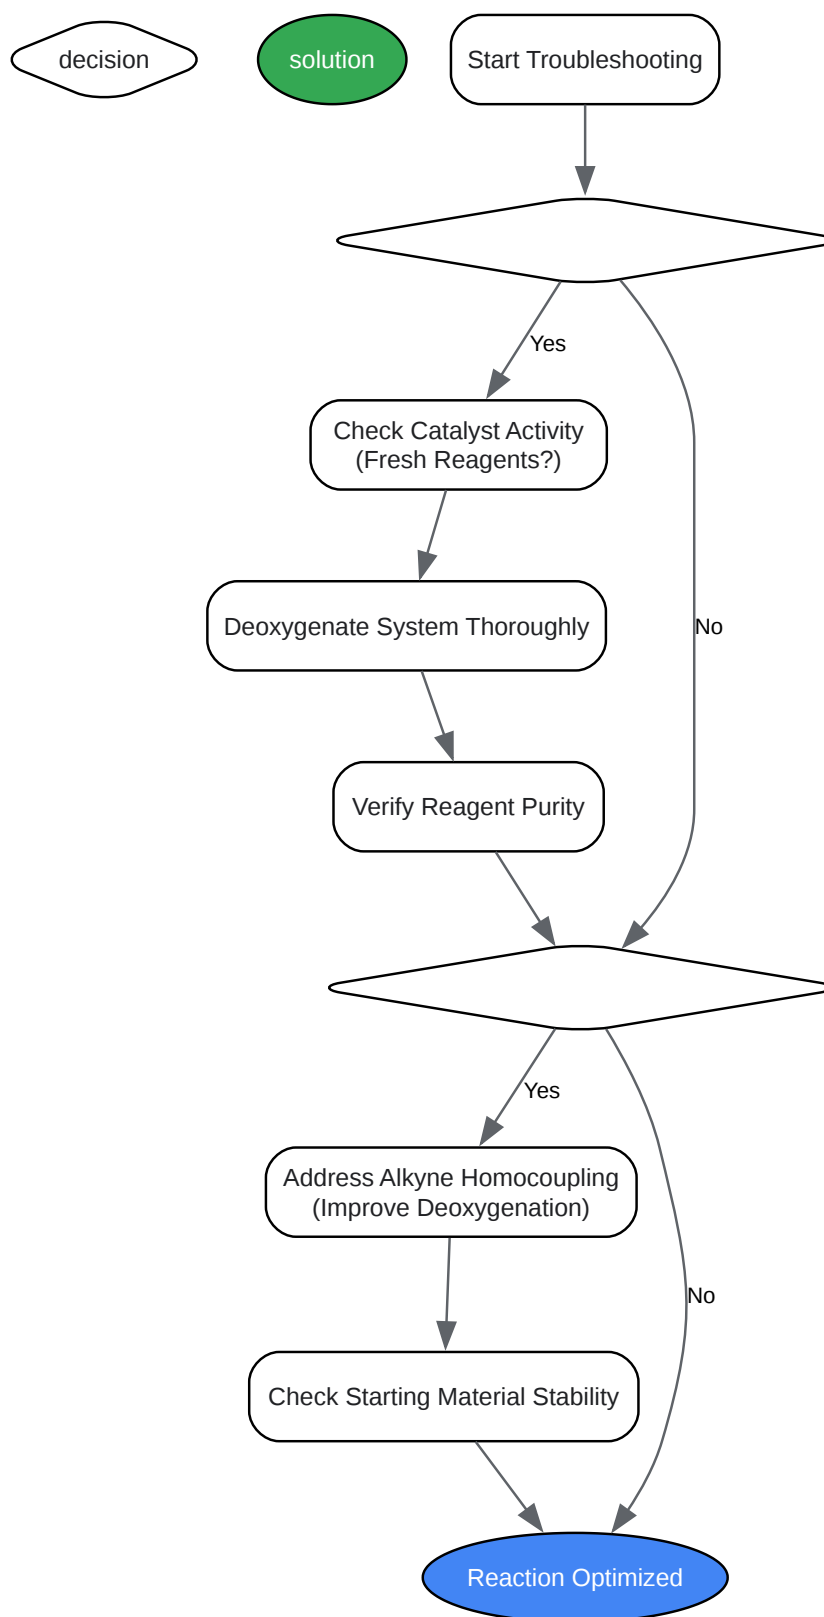 decision
solution
Start Troubleshooting
Yes
Check Catalyst Activity
(Fresh Reagents?)
Deoxygenate System Thoroughly
No
Verify Reagent Purity
Yes
Address Alkyne Homocoupling
(Improve Deoxygenation)
No
Check Starting Material Stability
Reaction Optimized